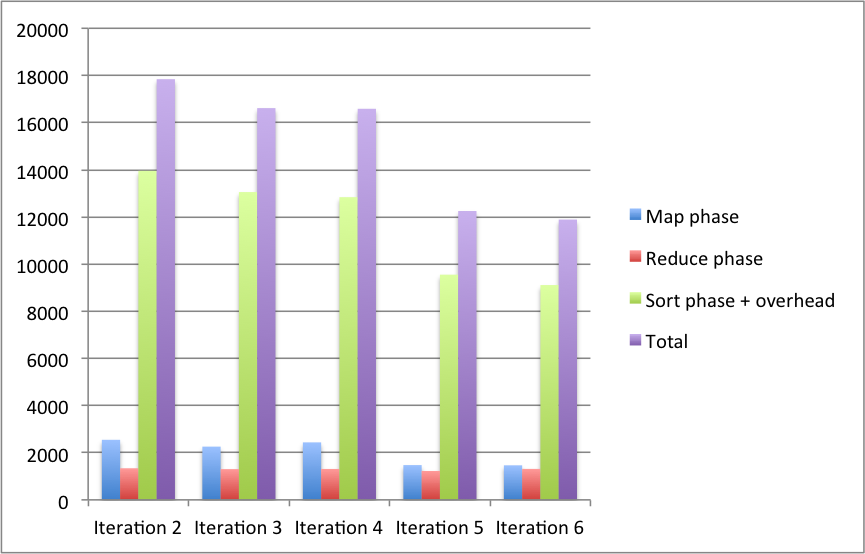 20000
18000
16000
14000
12000
10000
8000
6000
4000
2000
0
Iteration 2 Iteration 3 Iteration 4 Iteration 5 Iteration 6
Map phase
Reduce phase
Sort phase + overhead
Total